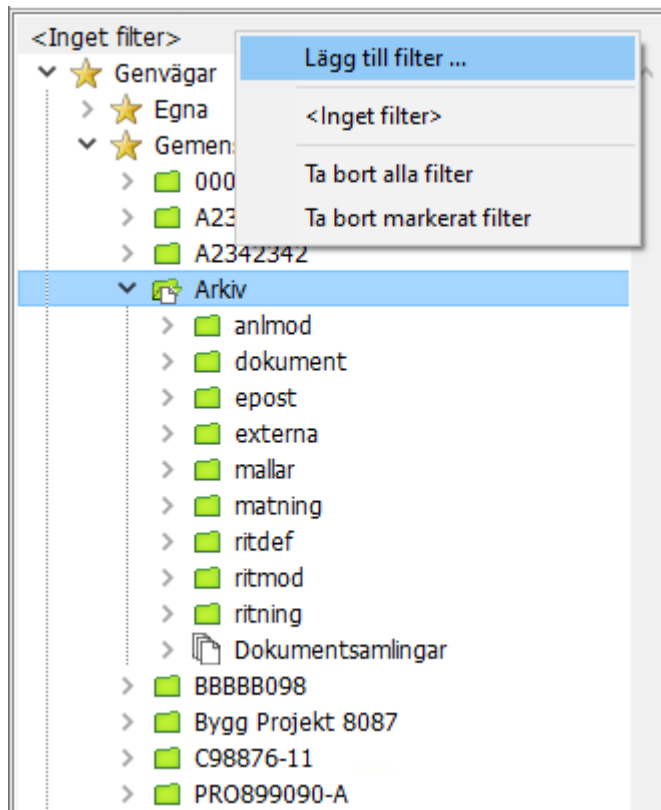 <Inget filter>
Lägg till filter ...
Genvägar
Egna
<Inget filter>
Gemen
000
Ta bort alla filter
A23
Ta bort markerat filter
A2342342
Arkiv
anlmod
dokument
epost
externa
mallar
matning
ritdef
ritmod
ritning
Dokumentsamlingar
BBBBB098
Bygg Projekt 8087
C98876-11
PRO899090-A